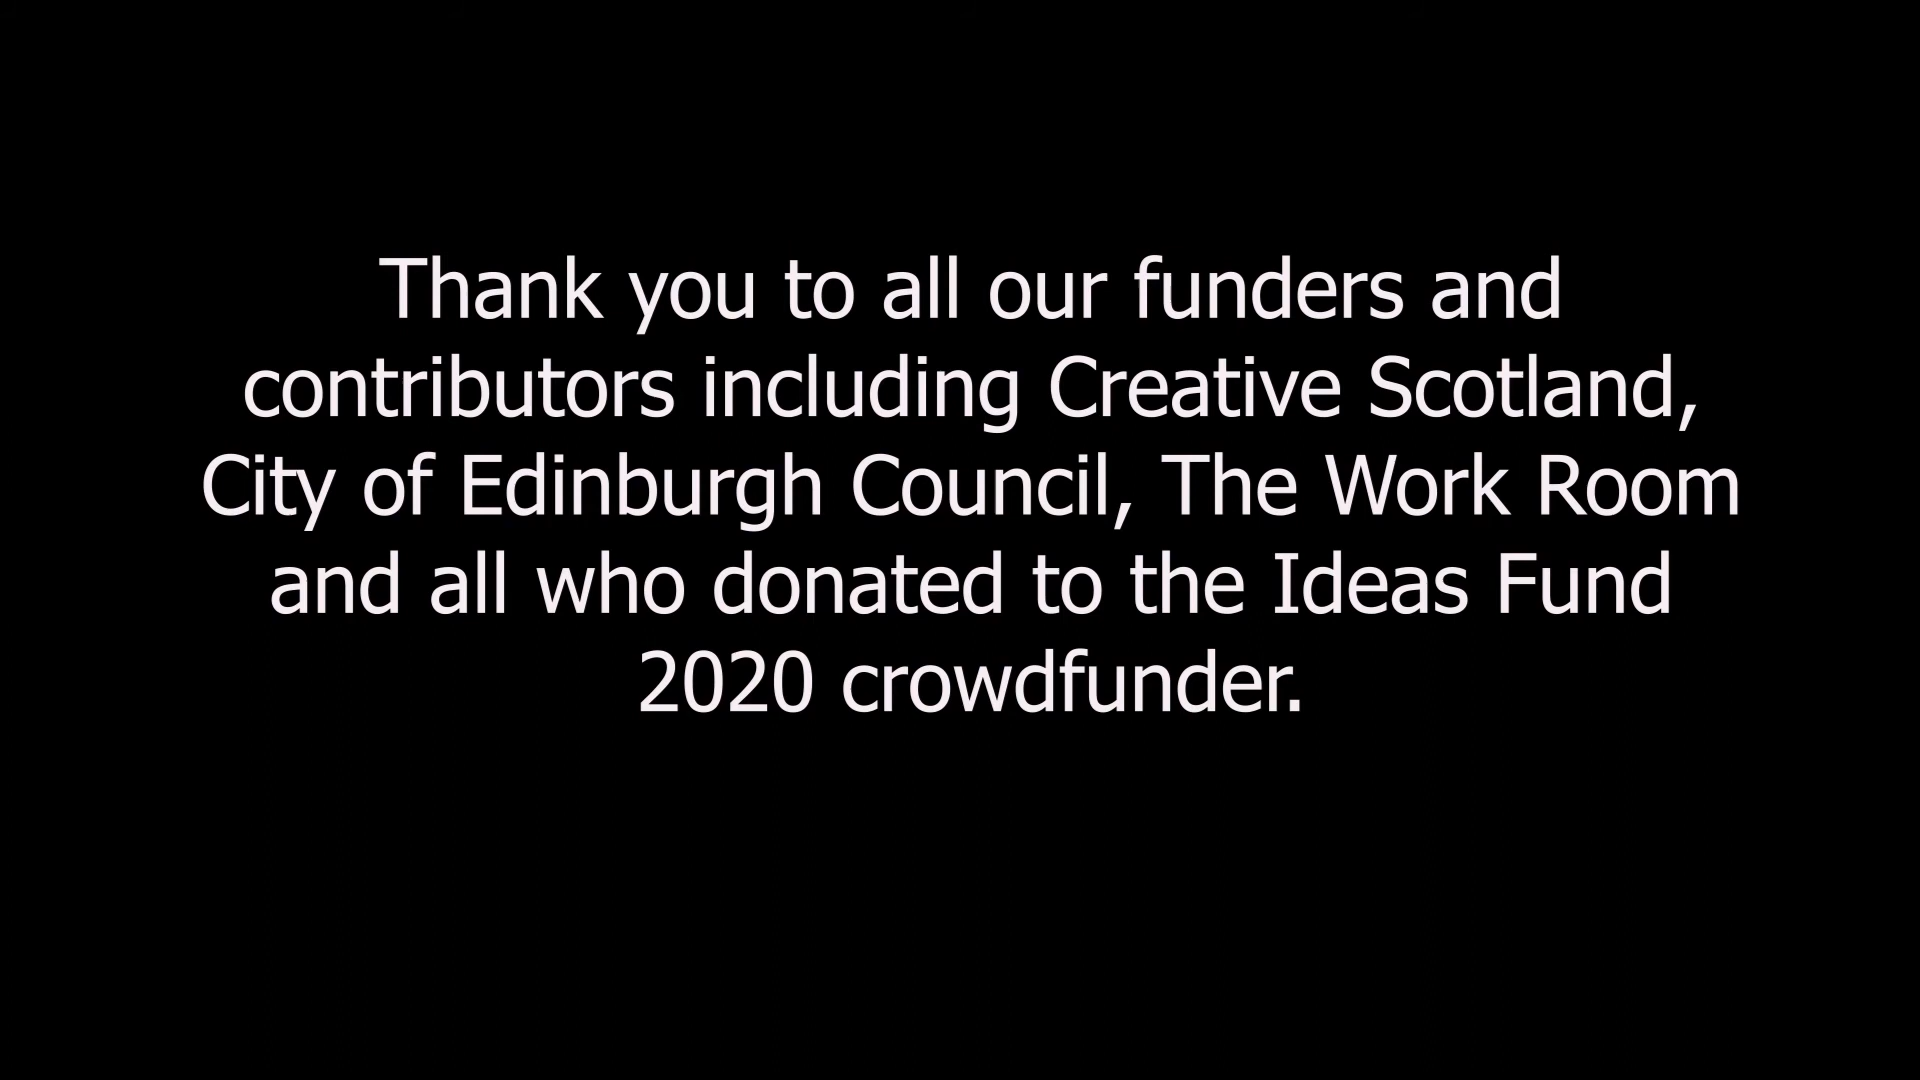 Thank you to all our funders and
contributors including Creative Scotland,
City of Edinburgh Council, The Work Room
and all who donated to the Ideas Fund
2020 crowdfunder.